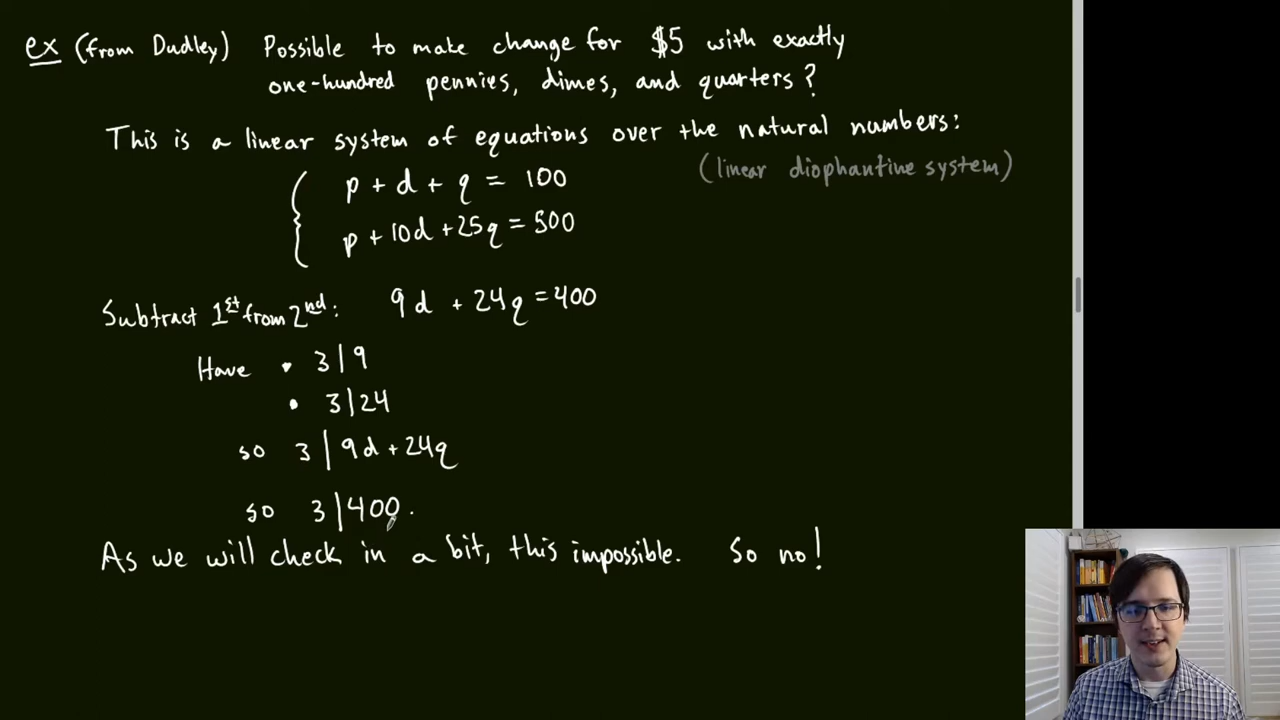 ex (from Dudley) Possible to make change for $5 with exactly
one-hundred pennies, dimes, and quarters?
This is a linear system of equations over the natural numbers:
(linear diophantine system)
p + d + q = 100
p + 10d + 25q = 500
Subtract 1st from 2nd: 9d + 24q = 400
Have • 3|9
• 3|24
so 3|9d + 24q
so 3|400.
As we will check in a bit, this impossible. So no!